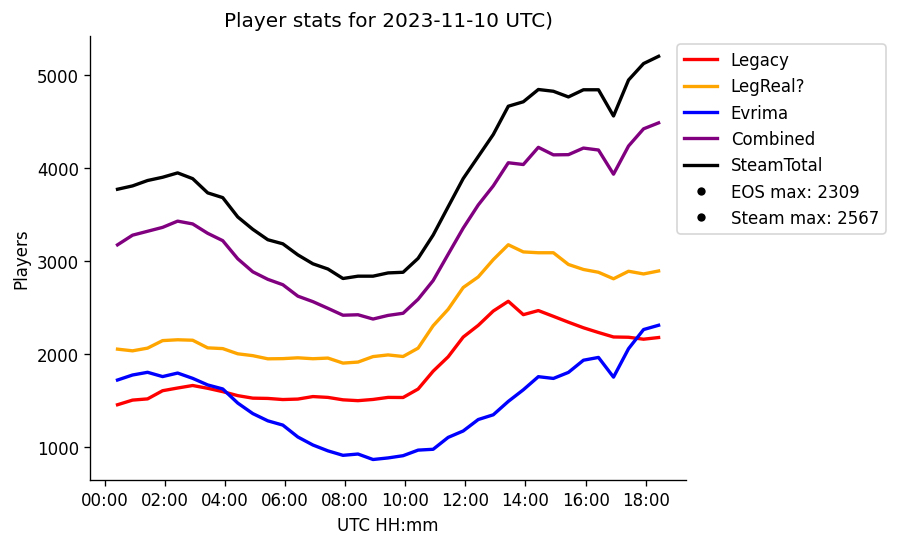 Player stats for 2023-11-10 UTC)
Legacy
LegReal?
Evrima
Combined
SteamTotal
EOS max: 2309
Steam max: 2567
Players
5000
4000
3000
2000
1000
00:00 02:00 04:00 06:00 08:00 10:00 12:00 14:00 16:00 18:00
UTC HH:mm